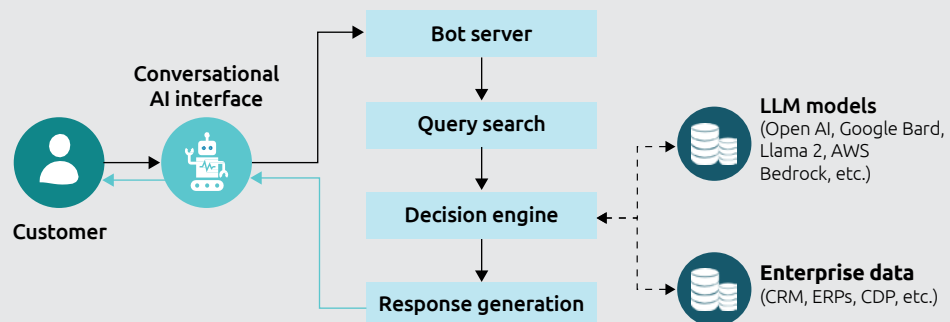 Bot server
Conversational
AI interface
Query search
LLM models
(Open AI, Google Bard,
Llama 2, AWS
Bedrock, etc.)
Customer
Decision engine
Enterprise data
(CRM, ERPs, CDP, etc.)
Response generation